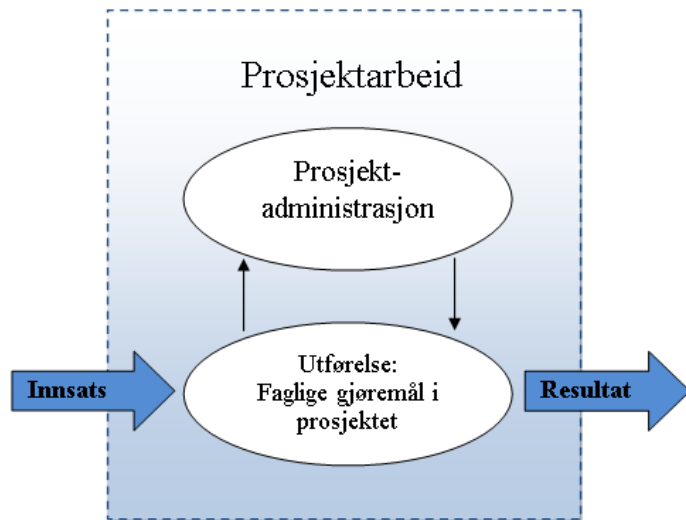 Prosjektarbeid
Prosjekt-
administrasjon
Innsats
Utførelse:
Faglige gjøremål i
prosjektet
Resultat